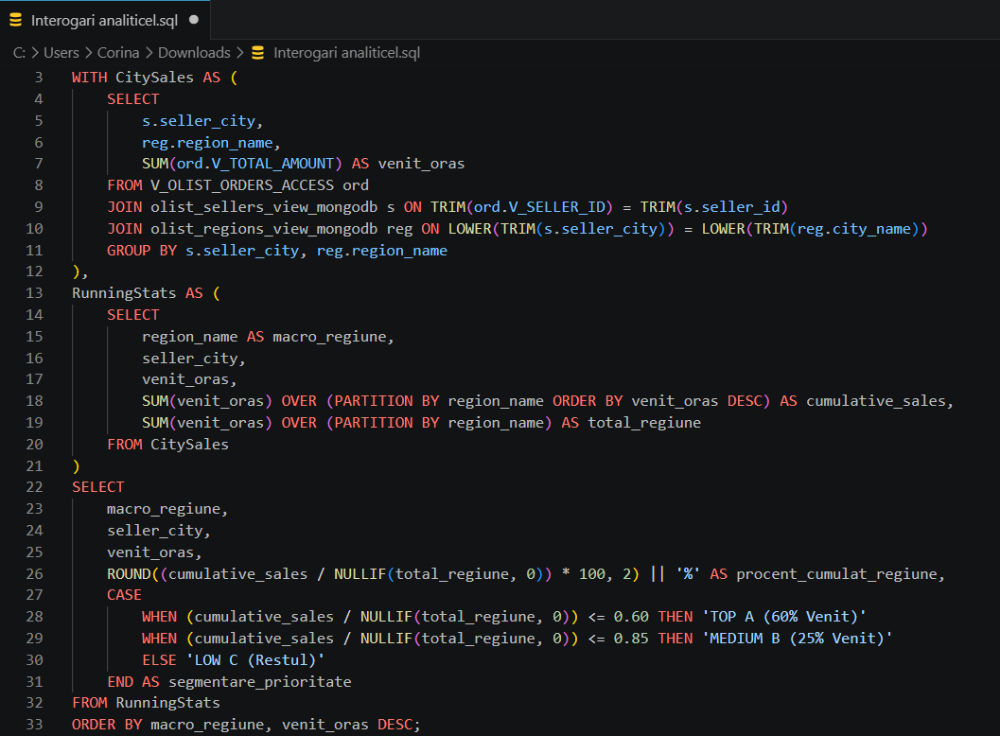 Interogari analiticel.sql ●
C: > Users > Corina > Downloads > Interogari analiticel.sql
3 WITH CitySales AS (
4     SELECT
5         s.seller_city,
6         reg.region_name,
7         SUM(ord.V_TOTAL_AMOUNT) AS venit_oras
8     FROM V_OLIST_ORDERS_ACCESS ord
9     JOIN olist_sellers_view_mongodb s ON TRIM(ord.V_SELLER_ID) = TRIM(s.seller_id)
10     JOIN olist_regions_view_mongodb reg ON LOWER(TRIM(s.seller_city)) = LOWER(TRIM(reg.city_name))
11     GROUP BY s.seller_city, reg.region_name
12 ),
13 RunningStats AS (
14     SELECT
15         region_name AS macro_regiune,
16         seller_city,
17         venit_oras,
18         SUM(venit_oras) OVER (PARTITION BY region_name ORDER BY venit_oras DESC) AS cumulative_sales,
19         SUM(venit_oras) OVER (PARTITION BY region_name) AS total_regiune
20     FROM CitySales
21 )
22 SELECT
23     macro_regiune,
24     seller_city,
25     venit_oras,
26     ROUND((cumulative_sales / NULLIF(total_regiune, 0)) * 100, 2) || '%' AS procent_cumulat_regiune,
27     CASE
28         WHEN (cumulative_sales / NULLIF(total_regiune, 0)) <= 0.60 THEN 'TOP A (60% Venit)'
29         WHEN (cumulative_sales / NULLIF(total_regiune, 0)) <= 0.85 THEN 'MEDIUM B (25% Venit)'
30         ELSE 'LOW C (Restul)'
31     END AS segmentare_prioritate
32 FROM RunningStats
33 ORDER BY macro_regiune, venit_oras DESC;